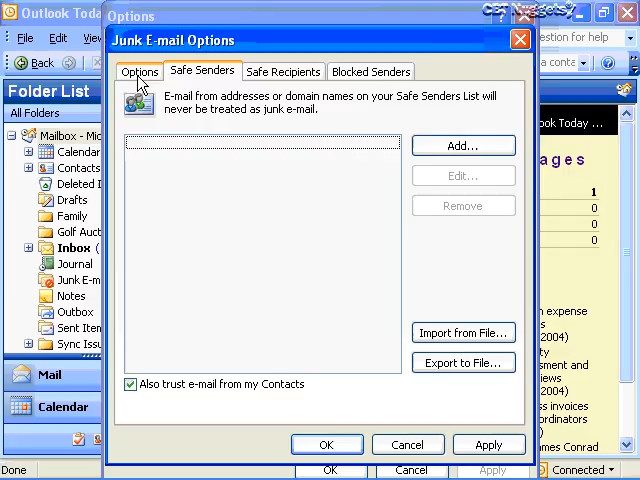 Outlook Today
Options
CBT Nuggets
File
Edit
Junk E-mail Options
estion for help
Back
a conta
Options
Safe Senders
Safe Recipients
Blocked Senders
Folder List
E-mail from addresses or domain names on your Safe Senders List will
never be treated as junk e-mail.
All Folders
ook Today ...
Mailbox - Mic
Add...
Calendar
ages
Contacts
Edit...
Deleted I
1
Drafts
Remove
0
Family
0
Golf Auct
0
Inbox (
Journal
Junk E-m
Notes
Outbox
n expense
Sent Item
s
Import from File...
2004)
Sync Issu
ty
Export to File...
ssment and
Mail
views
Also trust e-mail from my Contacts
(2004)
Calendar
ss invoices
ordinators
)
OK
Cancel
Apply
ames Conrad
Done
OK
Cancel
Apply
Connected